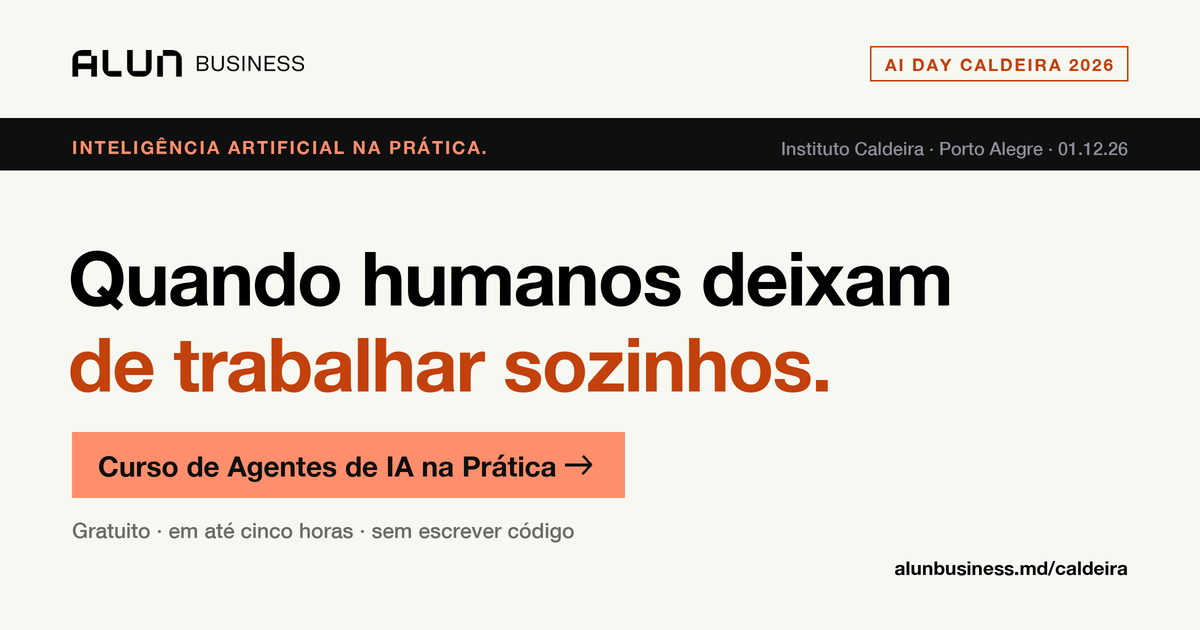 ALUN BUSINESS
AI DAY CALDEIRA 2026
INTELIGÊNCIA ARTIFICIAL NA PRÁTICA.
Instituto Caldeira · Porto Alegre · 01.12.26
Quando humanos deixam
de trabalhar sozinhos.
Curso de Agentes de IA na Prática →
Gratuito · em até cinco horas · sem escrever código
alunbusiness.md/caldeira